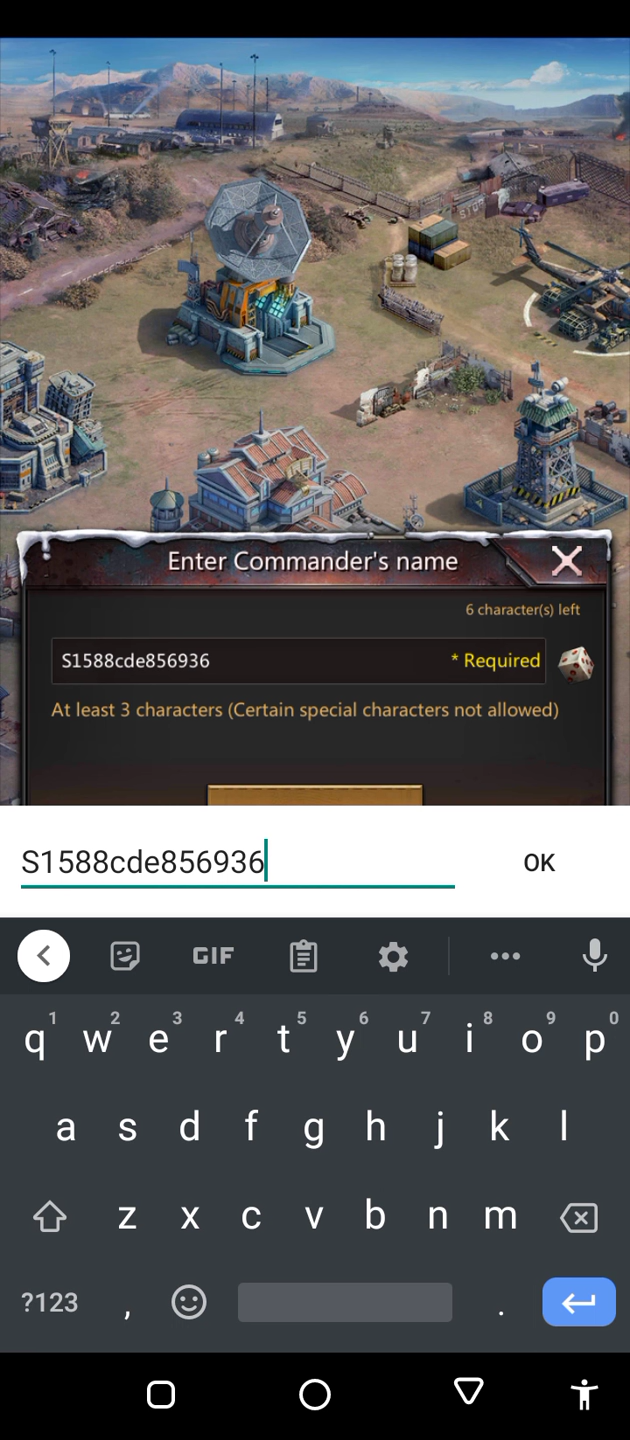 Enter Commander's name
6 character(s) left
S1588cde856936 * Required
At least 3 characters (Certain special characters not allowed)
S1588cde856936 OK
GIF
1 2 3 4 5 6 7 8 9 0
q w e r t y u i o p
a s d f g h j k l
z x c v b n m
?123 , .